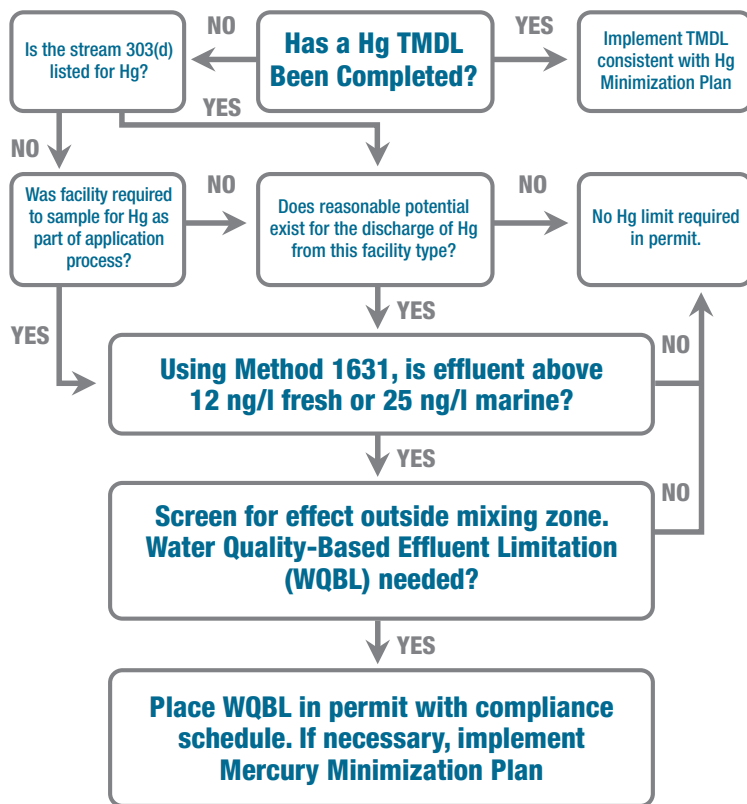 NO
YES
Is the stream 303(d)
listed for Hg?
Has a Hg TMDL
Been Completed?
Implement TMDL
consistent with Hg
Minimization Plan
YES
NO
Was facility required
to sample for Hg as
part of application
process?
NO
Does reasonable potential
exist for the discharge of Hg
from this facility type?
NO
No Hg limit required
in permit.
YES
YES
NO
Using Method 1631, is effluent above
12 ng/l fresh or 25 ng/l marine?
YES
NO
Screen for effect outside mixing zone.
Water Quality-Based Effluent Limitation
(WQBL) needed?
YES
Place WQBL in permit with compliance
schedule. If necessary, implement
Mercury Minimization Plan